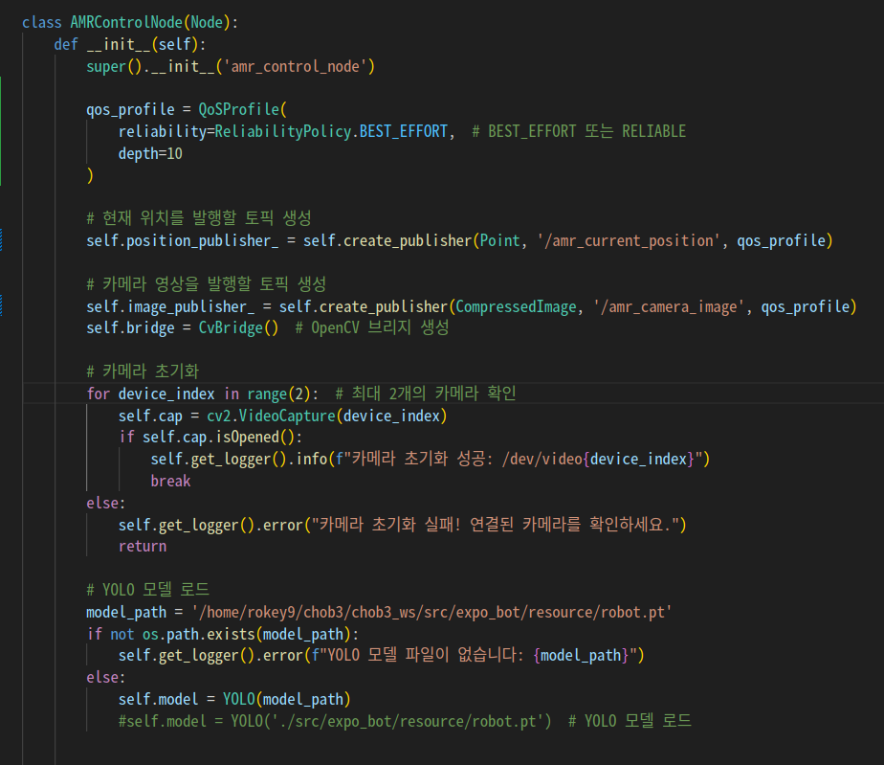 class AMRControlNode(Node):
    def __init__(self):
        super().__init__('amr_control_node')

        qos_profile = QoSProfile(
            reliability=ReliabilityPolicy.BEST_EFFORT,  # BEST_EFFORT 또는 RELIABLE
            depth=10
        )

        # 현재 위치를 발행할 토픽 생성
        self.position_publisher_ = self.create_publisher(Point, '/amr_current_position', qos_profile)

        # 카메라 영상을 발행할 토픽 생성
        self.image_publisher_ = self.create_publisher(CompressedImage, '/amr_camera_image', qos_profile)
        self.bridge = CvBridge()  # OpenCV 브리지 생성

        # 카메라 초기화
        for device_index in range(2):  # 최대 2개의 카메라 확인
            self.cap = cv2.VideoCapture(device_index)
            if self.cap.isOpened():
                self.get_logger().info(f"카메라 초기화 성공: /dev/video{device_index}")
                break
        else:
            self.get_logger().error("카메라 초기화 실패! 연결된 카메라를 확인하세요.")
            return

        # YOLO 모델 로드
        model_path = '/home/rokey9/chob3/chob3_ws/src/expo_bot/resource/robot.pt'
        if not os.path.exists(model_path):
            self.get_logger().error(f"YOLO 모델 파일이 없습니다: {model_path}")
        else:
            self.model = YOLO(model_path)
            #self.model = YOLO('./src/expo_bot/resource/robot.pt')  # YOLO 모델 로드